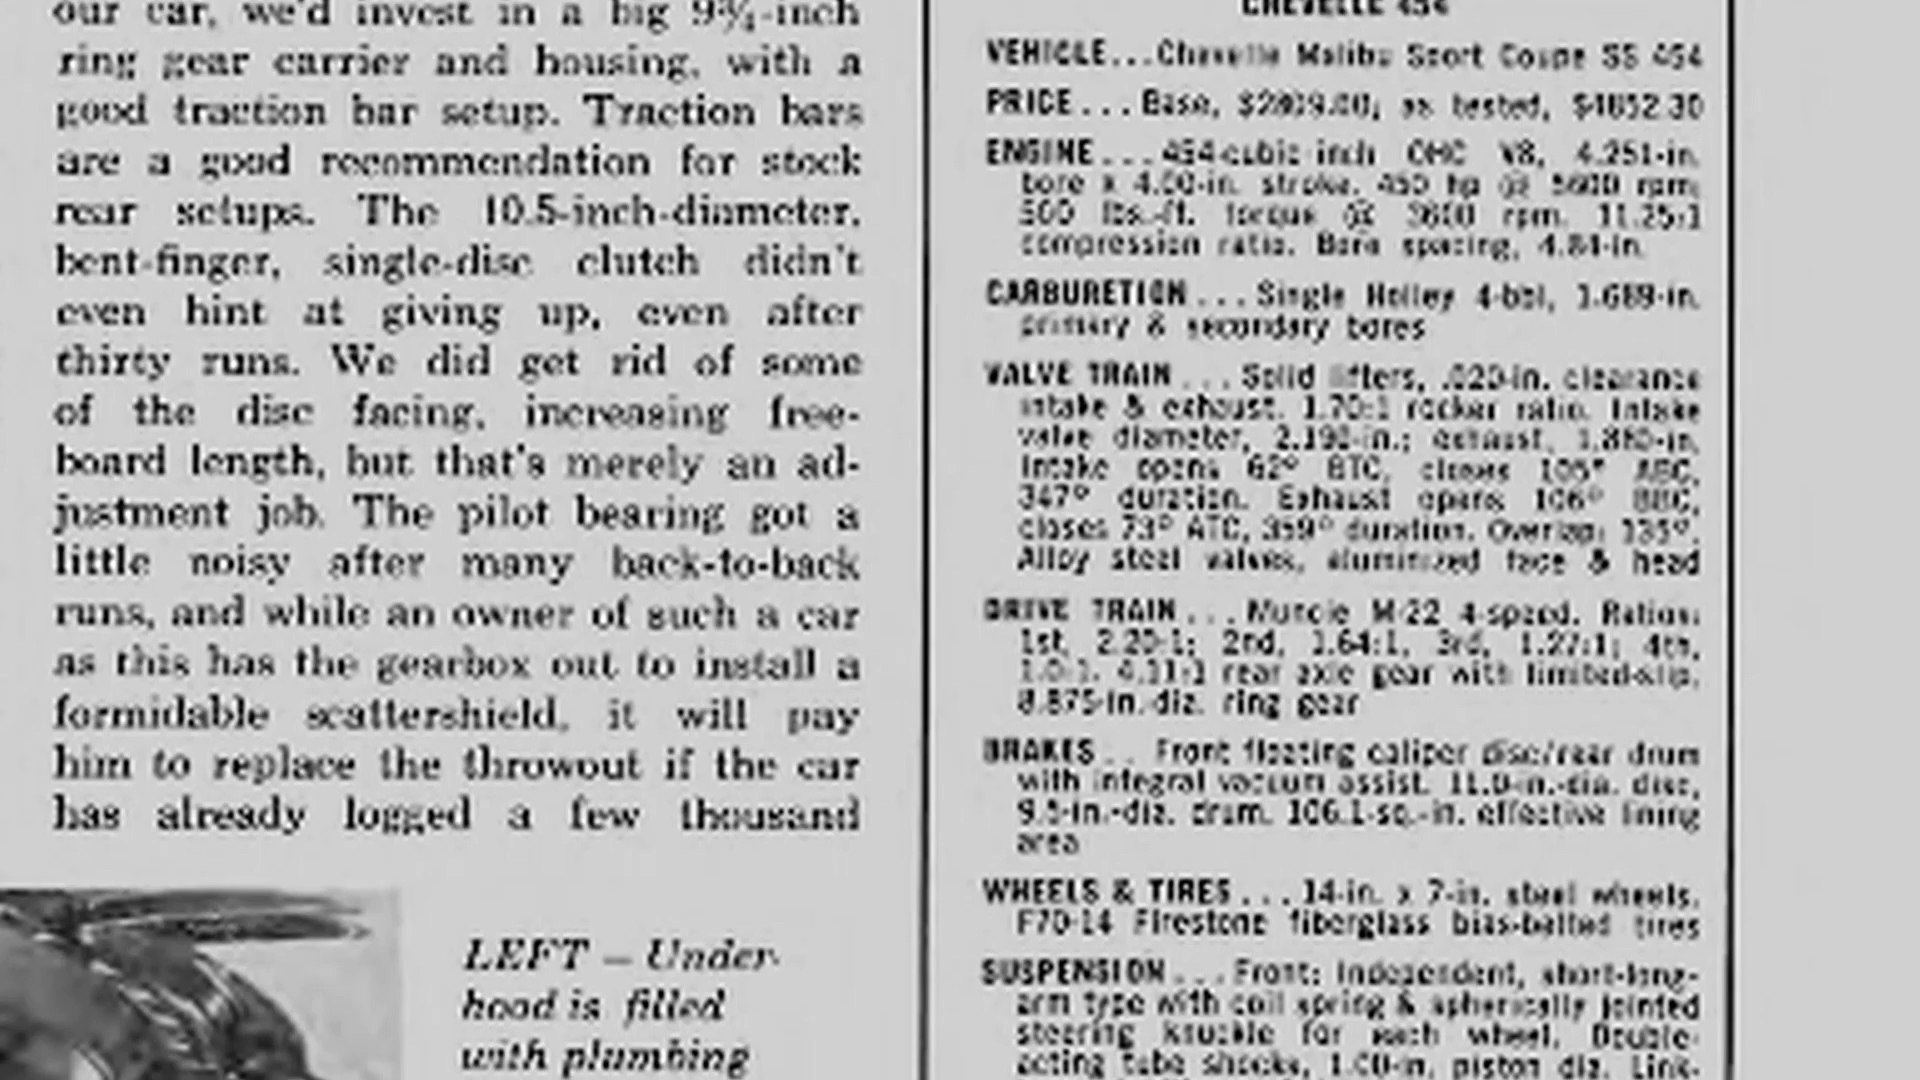 our car, we'd invest in a big 9¾-inch
ring gear carrier and housing, with a
good traction bar setup. Traction bars
are a good recommendation for stock
rear setups. The 10.5-inch-diameter,
bent-finger, single-disc clutch didn't
even hint at giving up, even after
thirty runs. We did get rid of some
of the disc facing, increasing free-
board length, but that's merely an ad-
justment job. The pilot bearing got a
little noisy after many back-to-back
runs, and while an owner of such a car
as this has the gearbox out to install a
formidable scattershield, it will pay
him to replace the throwout if the car
has already logged a few thousand
LEFT – Under-
hood is filled
with plumbing
CHEVELLE 454
VEHICLE...Chevelle Malibu Sport Coupe SS 454
PRICE... Base, as tested,
ENGINE...454-cubic-inch OHC V8, 4.251-in.
bore x 4.00-in. stroke. 450 hp @ 5600 rpm;
500 lbs.-ft. torque @ 3600 rpm. 11.25:1
compression ratio. Bore spacing, 4.84-in.
CARBURETION... Single Holley 4-bbl, 1.689-in.
primary & secondary bores
VALVE TRAIN... Solid lifters, .020-in. clearance
intake & exhaust. 1.70:1 rocker ratio. Intake
valve diameter, 2.190-in.; exhaust, 1.880-in.
Intake opens 62° BTC, closes 105° ABC,
347° duration. Exhaust opens 106° BBC,
closes 73° ATC, 359° duration. Overlap: 135°.
Alloy steel valves, aluminized face & head
DRIVE TRAIN... Muncie M-22 4-speed. Ratios:
1st, 2.20:1; 2nd, 1.64:1, 3rd, 1.27:1; 4th,
1.0:1. 4.11:1 rear axle gear with limited-slip,
8.875-in.-dia. ring gear
BRAKES... Front floating caliper disc/rear drum
with integral vacuum assist. 11.0-in.-dia. disc,
9.5-in.-dia. drum. 106.1-sq.-in. effective lining
area
WHEELS & TIRES...14-in. x 7-in. steel wheels.
F70-14 Firestone fiberglass bias-belted tires
SUSPENSION... Front: Independent, short-long-
arm type with coil spring & spherically jointed
steering knuckle for each wheel. Double-
acting tube shocks, 1.00-in. piston dia. Link-